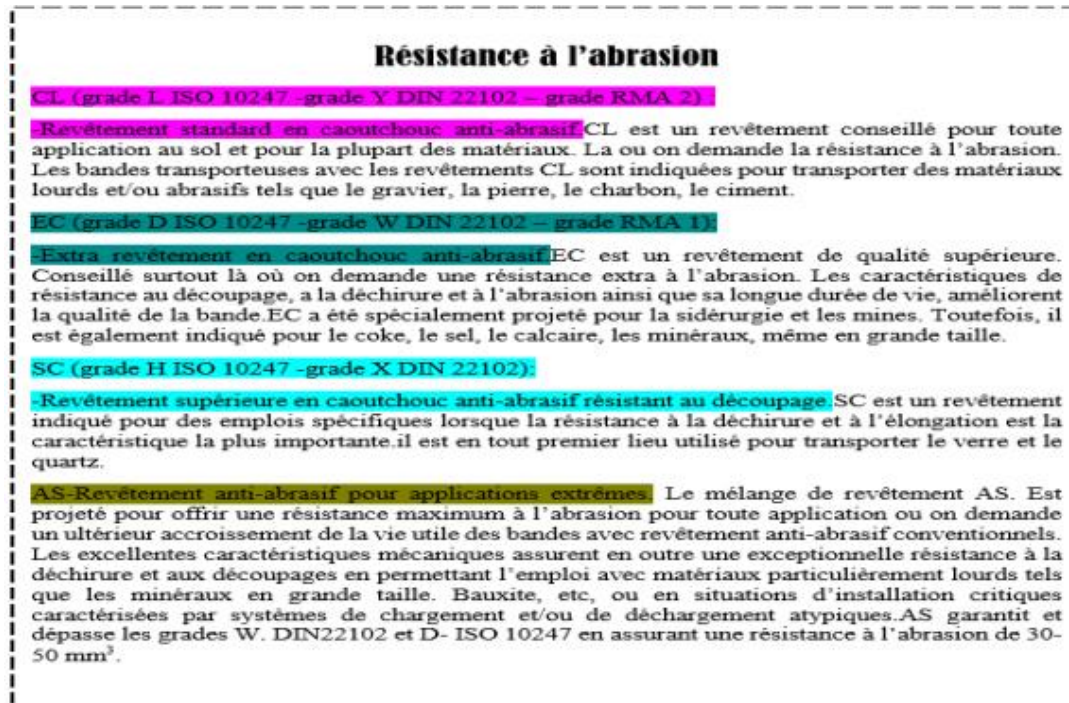 Résistance à l'abrasion
CL (grade L ISO 10247 -grade Y DIN 22102 – grade RMA 2) :
-Revêtement standard en caoutchouc anti-abrasif.CL est un revêtement conseillé pour toute
application au sol et pour la plupart des matériaux. La ou on demande la résistance à l'abrasion.
Les bandes transporteuses avec les revêtements CL sont indiquées pour transporter des matériaux
lourds et/ou abrasifs tels que le gravier, la pierre, le charbon, le ciment.
EC (grade D ISO 10247 -grade W DIN 22102 – grade RMA 1):
-Extra revêtement en caoutchouc anti-abrasif.EC est un revêtement de qualité supérieure.
Conseillé surtout là où on demande une résistance extra à l'abrasion. Les caractéristiques de
résistance au découpage, a la déchirure et à l'abrasion ainsi que sa longue durée de vie, améliorent
la qualité de la bande.EC a été spécialement projeté pour la sidérurgie et les mines. Toutefois, il
est également indiqué pour le coke, le sel, le calcaire, les minéraux, même en grande taille.
SC (grade H ISO 10247 -grade X DIN 22102):
-Revêtement supérieure en caoutchouc anti-abrasif résistant au découpage.SC est un revêtement
indiqué pour des emplois spécifiques lorsque la résistance à la déchirure et à l'élongation est la
caractéristique la plus importante.il est en tout premier lieu utilisé pour transporter le verre et le
quartz.
AS-Revêtement anti-abrasif pour applications extrêmes. Le mélange de revêtement AS. Est
projeté pour offrir une résistance maximum à l'abrasion pour toute application ou on demande
un ultérieur accroissement de la vie utile des bandes avec revêtement anti-abrasif conventionnels.
Les excellentes caractéristiques mécaniques assurent en outre une exceptionnelle résistance à la
déchirure et aux découpages en permettant l'emploi avec matériaux particulièrement lourds tels
que les minéraux en grande taille. Bauxite, etc, ou en situations d'installation critiques
caractérisées par systèmes de chargement et/ou de déchargement atypiques.AS garantit et
dépasse les grades W. DIN22102 et D- ISO 10247 en assurant une résistance à l'abrasion de 30-
50 mm³.